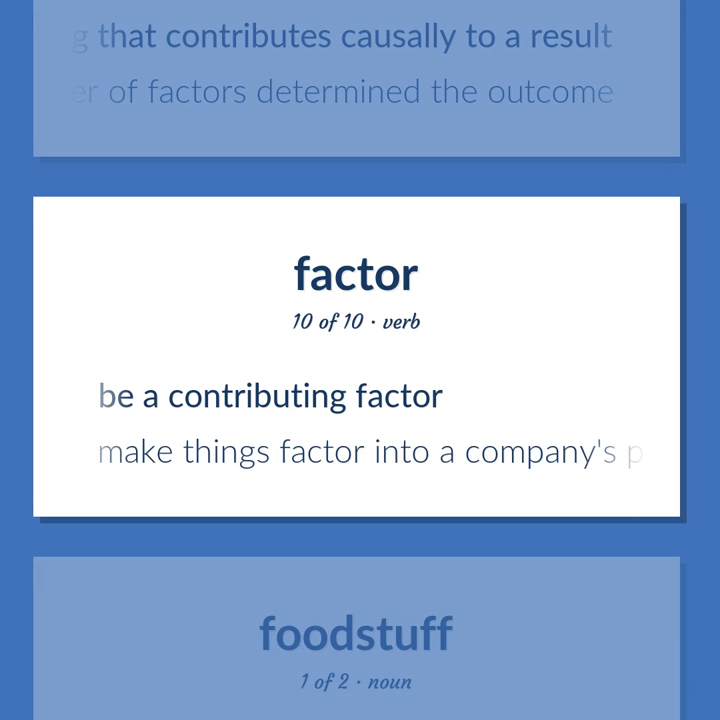 that contributes causally to a result
of factors determined the outcome
factor
10 of 10 · verb
be a contributing factor
make things factor into a company's
foodstuff
1 of 2 · noun